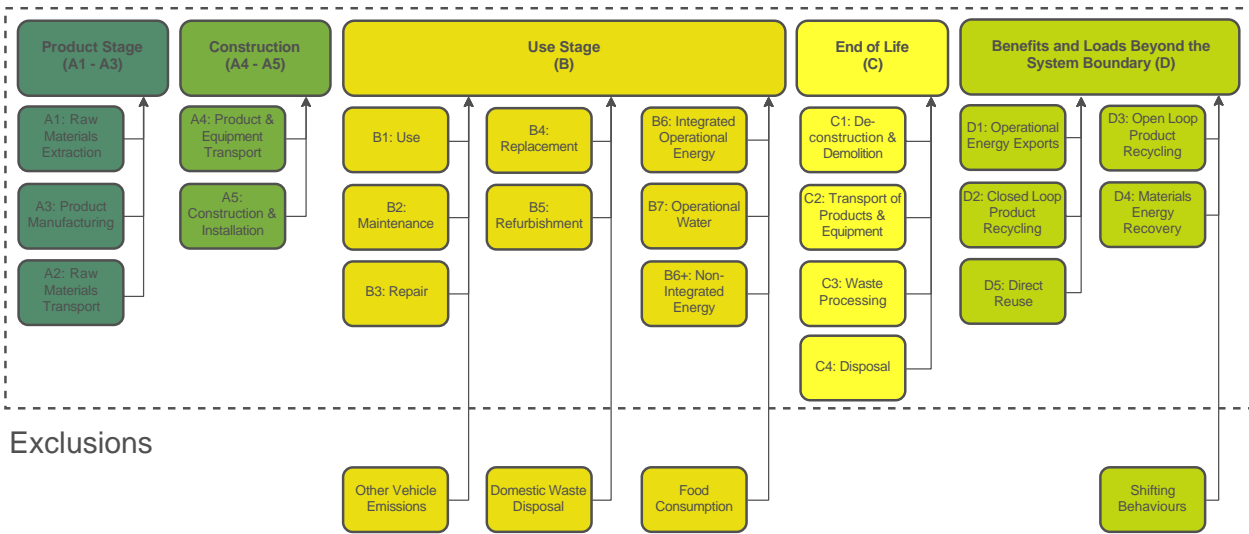 Product Stage
(A1 - A3)
Construction
(A4 - A5)
Use Stage
(B)
End of Life
(C)
Benefits and Loads Beyond the
System Boundary (D)
A1: Raw
Materials
Extraction
A3: Product
Manufacturing
A2: Raw
Materials
Transport
A4: Product &
Equipment
Transport
A5:
Construction &
Installation
B1: Use
B2:
Maintenance
B3: Repair
B4:
Replacement
B5:
Refurbishment
B6: Integrated
Operational
Energy
B7: Operational
Water
B6+: Non-
Integrated
Energy
C1: De-
construction &
Demolition
C2: Transport of
Products &
Equipment
C3: Waste
Processing
C4: Disposal
D1: Operational
Energy Exports
D2: Closed Loop
Product
Recycling
D5: Direct
Reuse
D3: Open Loop
Product
Recycling
D4: Materials
Energy
Recovery
Exclusions
Other Vehicle
Emissions
Domestic Waste
Disposal
Food
Consumption
Shifting
Behaviours